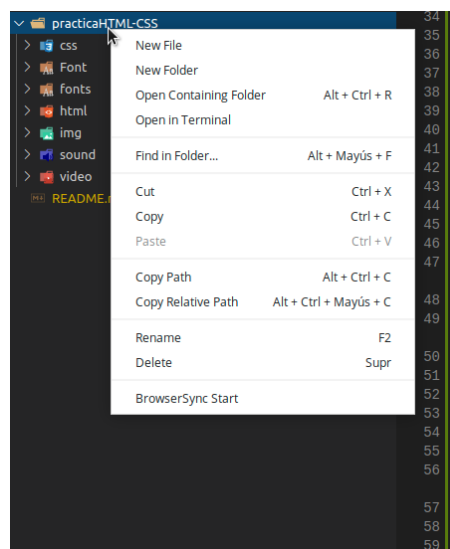 practicaHTML-CSS
css
Font
fonts
html
img
sound
video
README.
New File
New Folder
Open Containing Folder Alt + Ctrl + R
Open in Terminal
Find in Folder... Alt + Mayús + F
Cut Ctrl + X
Copy Ctrl + C
Paste Ctrl + V
Copy Path Alt + Ctrl + C
Copy Relative Path Alt + Ctrl + Mayús + C
Rename F2
Delete Supr
BrowserSync Start
34
35
36
37
38
39
40
41
42
43
44
45
46
47
48
49
50
51
52
53
54
55
56
57
58
59